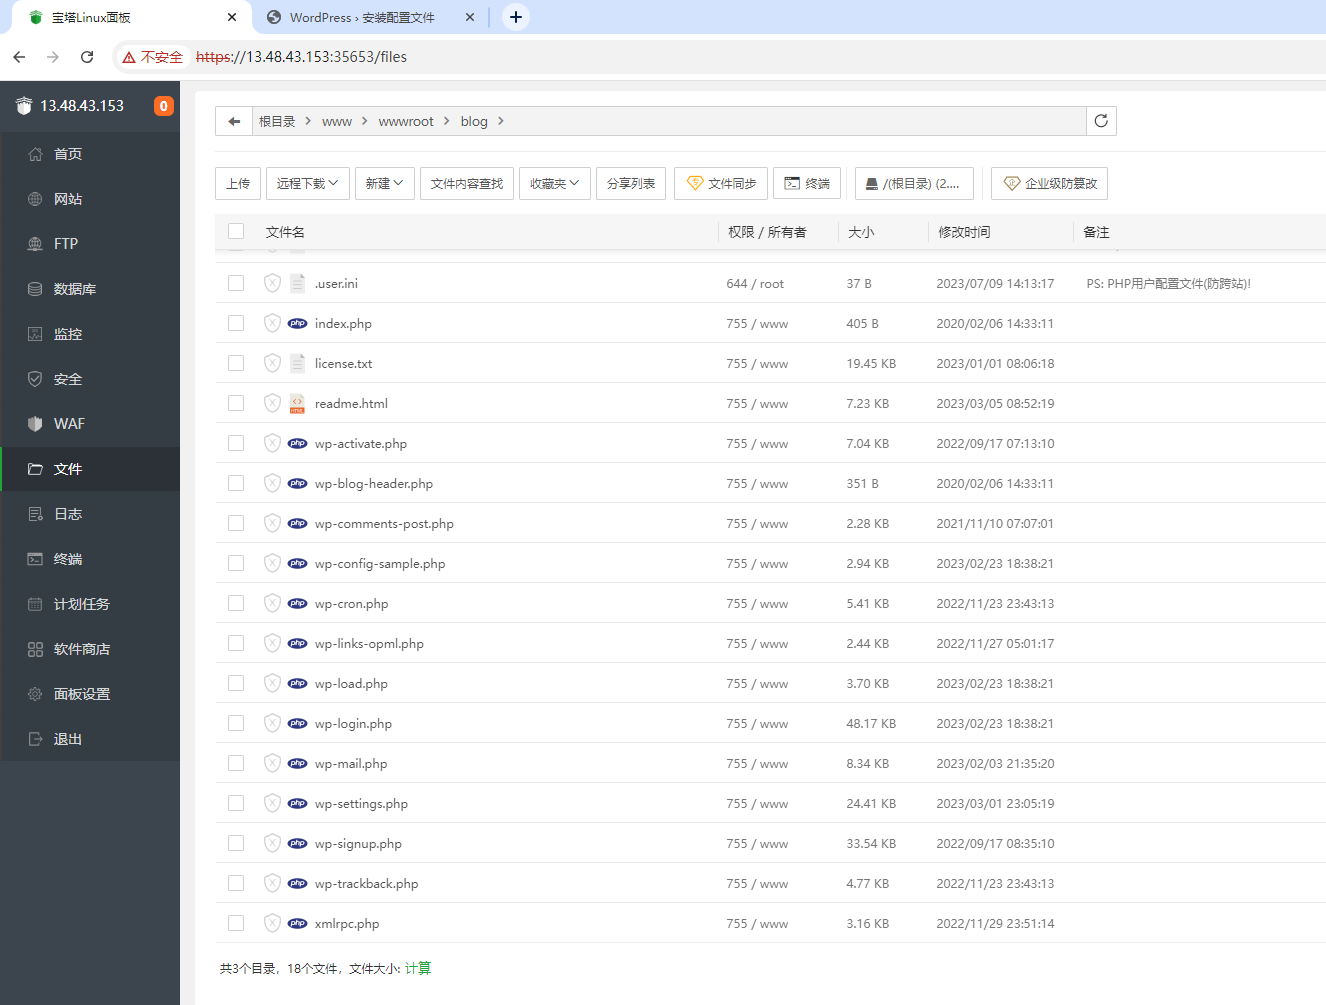 宝塔Linux面板
WordPress › 安装配置文件
不安全 https://13.48.43.153:35653/files
13.48.43.153 0
首页
网站
FTP
数据库
监控
安全
WAF
文件
日志
终端
计划任务
软件商店
面板设置
退出
根目录 www wwwroot blog
上传 远程下载 新建 文件内容查找 收藏夹 分享列表 文件同步 终端 /(根目录) (2.... 企业级防篡改
文件名 权限 / 所有者 大小 修改时间 备注
.user.ini 644 / root 37 B 2023/07/09 14:13:17 PS: PHP用户配置文件(防跨站)!
php index.php 755 / www 405 B 2020/02/06 14:33:11
license.txt 755 / www 19.45 KB 2023/01/01 08:06:18
HTML readme.html 755 / www 7.23 KB 2023/03/05 08:52:19
php wp-activate.php 755 / www 7.04 KB 2022/09/17 07:13:10
php wp-blog-header.php 755 / www 351 B 2020/02/06 14:33:11
php wp-comments-post.php 755 / www 2.28 KB 2021/11/10 07:07:01
php wp-config-sample.php 755 / www 2.94 KB 2023/02/23 18:38:21
php wp-cron.php 755 / www 5.41 KB 2022/11/23 23:43:13
php wp-links-opml.php 755 / www 2.44 KB 2022/11/27 05:01:17
php wp-load.php 755 / www 3.70 KB 2023/02/23 18:38:21
php wp-login.php 755 / www 48.17 KB 2023/02/23 18:38:21
php wp-mail.php 755 / www 8.34 KB 2023/02/03 21:35:20
php wp-settings.php 755 / www 24.41 KB 2023/03/01 23:05:19
php wp-signup.php 755 / www 33.54 KB 2022/09/17 08:35:10
php wp-trackback.php 755 / www 4.77 KB 2022/11/23 23:43:13
php xmlrpc.php 755 / www 3.16 KB 2022/11/29 23:51:14
共3个目录，18个文件，文件大小: 计算